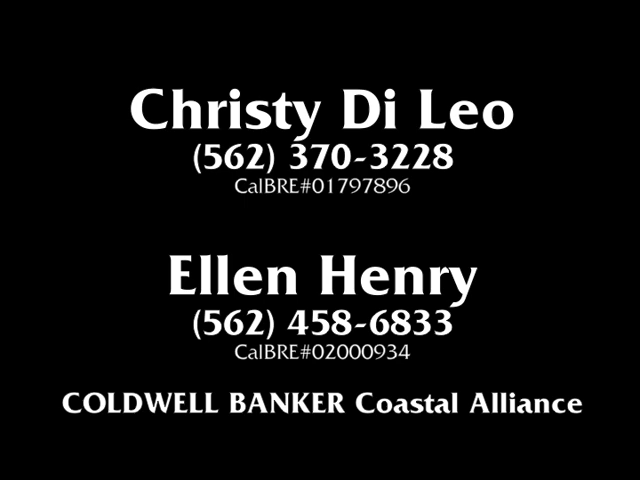 Christy Di Leo
(562) 370-3228
CalBRE#01797896
Ellen Henry
(562) 458-6833
CalBRE#02000934
COLDWELL BANKER Coastal Alliance